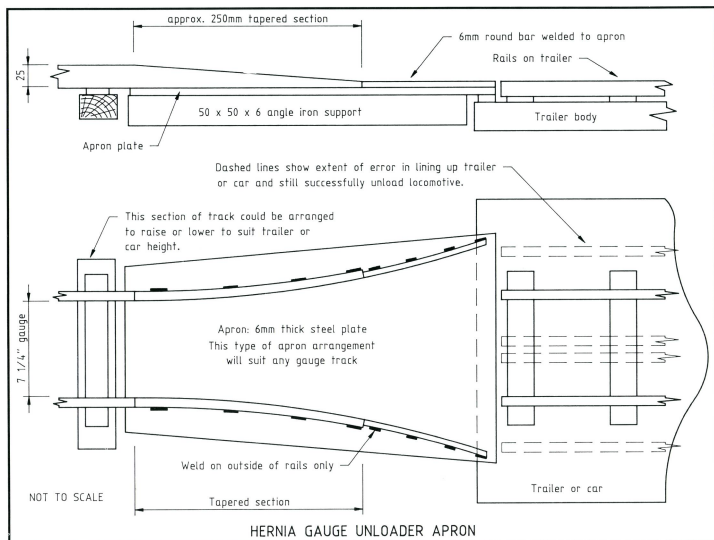 approx. 250mm tapered section
6mm round bar welded to apron
Rails on trailer
25
50 x 50 x 6 angle iron support
Trailer body
Apron plate
Dashed lines show extent of error in lining up trailer
or car and still successfully unload locomotive.
This section of track could be arranged
to raise or lower to suit trailer or
car height.
7 1/4" gauge
Apron: 6mm thick steel plate
This type of apron arrangement
will suit any gauge track
Weld on outside of rails only
Trailer or car
NOT TO SCALE
Tapered section
HERNIA GAUGE UNLOADER APRON